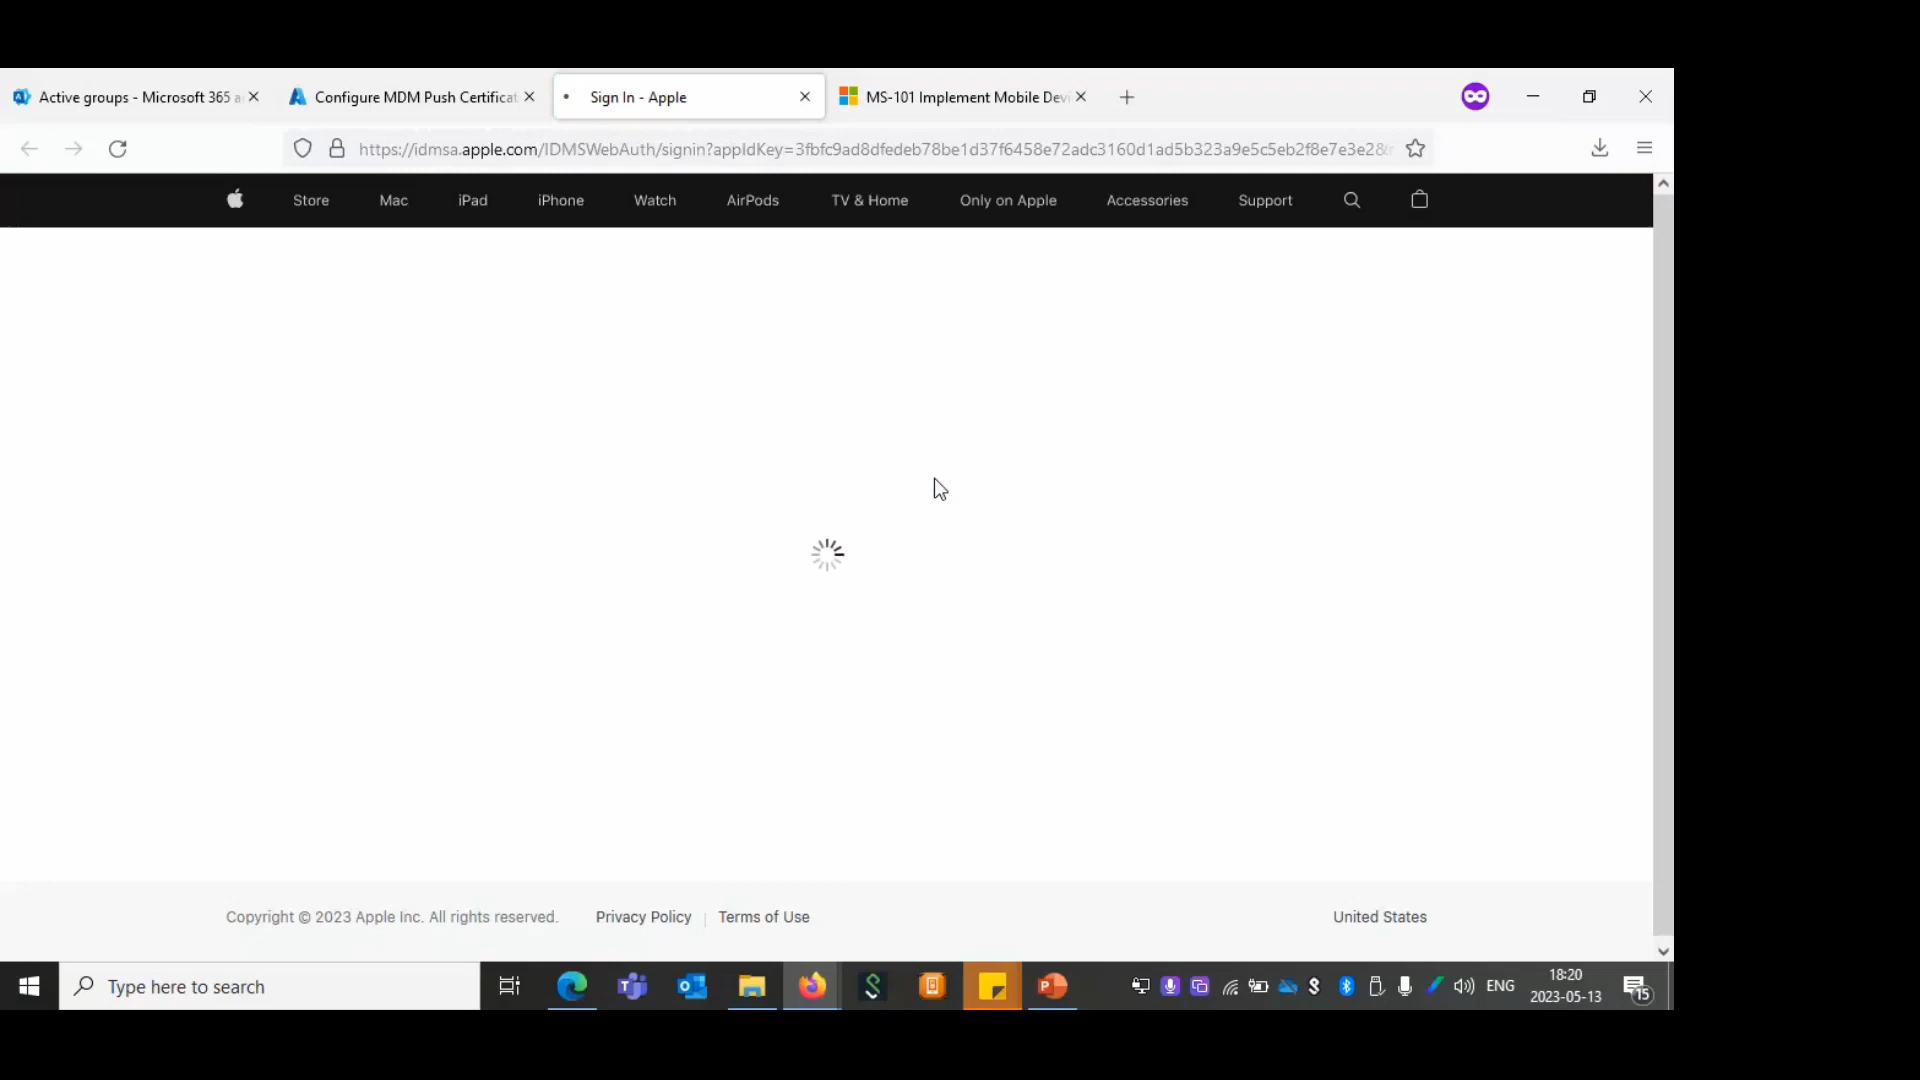 Active groups - Microsoft 365 a
Configure MDM Push Certificat
Sign In - Apple
MS-101 Implement Mobile Devi
https://idmsa.apple.com/IDMSWebAuth/signin?appIdKey=3fbfc9ad8dfedeb78be1d37f6458e72adc3160d1ad5b323a9e5c5eb2f8e7e3e2&r
Store
Mac
iPad
iPhone
Watch
AirPods
TV & Home
Only on Apple
Accessories
Support
Copyright © 2023 Apple Inc. All rights reserved.
Privacy Policy
Terms of Use
United States
Type here to search
ENG
18:20
2023-05-13
15